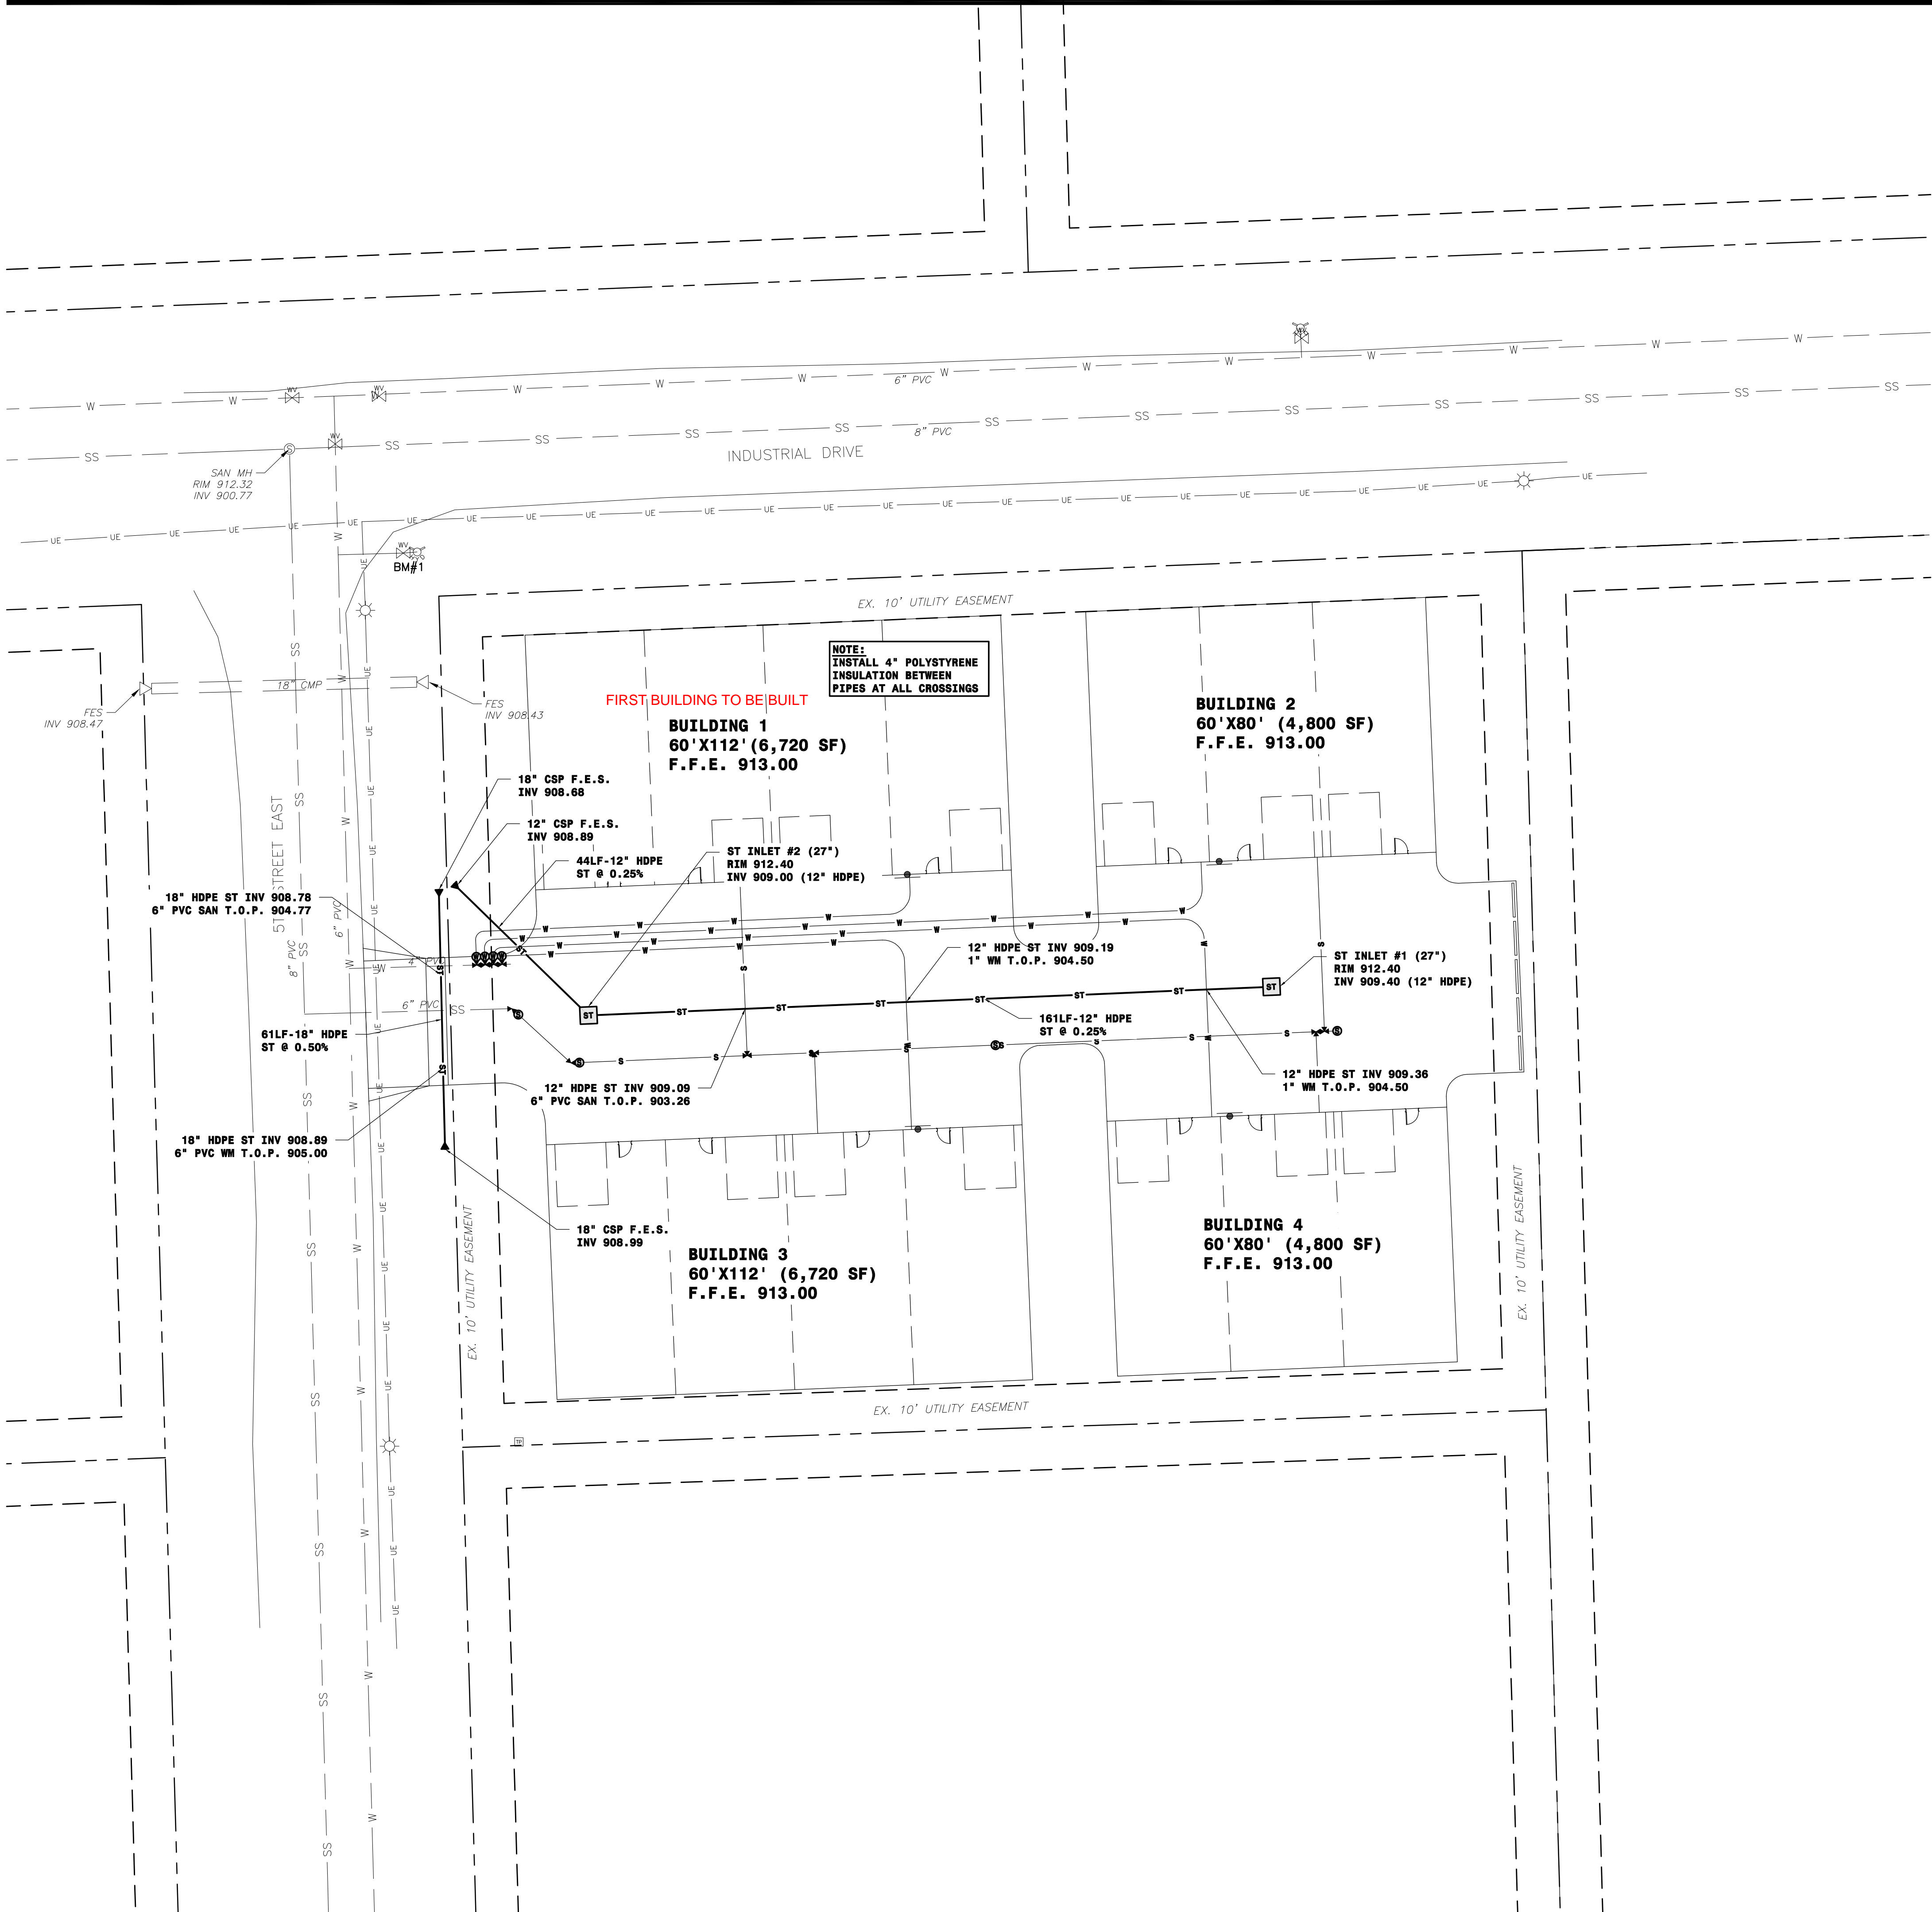 6" PVC
8" PVC
INDUSTRIAL DRIVE
SAN MH
RIM 912.32
INV 900.77
BM#1
EX. 10' UTILITY EASEMENT
NOTE:
INSTALL 4" POLYSTYRENE
INSULATION BETWEEN
PIPES AT ALL CROSSINGS
18" CMP
FES
INV 908.47
FES
INV 908.43
FIRST BUILDING TO BE BUILT
BUILDING 1
60'X112'(6,720 SF)
F.F.E. 913.00
BUILDING 2
60'X80' (4,800 SF)
F.F.E. 913.00
18" CSP F.E.S.
INV 908.68
12" CSP F.E.S.
INV 908.89
44LF-12" HDPE
ST @ 0.25%
ST INLET #2 (27")
RIM 912.40
INV 909.00 (12" HDPE)
18" HDPE ST INV 908.78
6" PVC SAN T.O.P. 904.77
STREET EAST
6" PVC
8" PVC
6" PVC
12" HDPE ST INV 909.19
1" WM T.O.P. 904.50
ST INLET #1 (27")
RIM 912.40
INV 909.40 (12" HDPE)
61LF-18" HDPE
ST @ 0.50%
161LF-12" HDPE
ST @ 0.25%
12" HDPE ST INV 909.09
6" PVC SAN T.O.P. 903.26
12" HDPE ST INV 909.36
1" WM T.O.P. 904.50
18" HDPE ST INV 908.89
6" PVC WM T.O.P. 905.00
18" CSP F.E.S.
INV 908.99
BUILDING 3
60'X112' (6,720 SF)
F.F.E. 913.00
BUILDING 4
60'X80' (4,800 SF)
F.F.E. 913.00
EX. 10' UTILITY EASEMENT
EX. 10' UTILITY EASEMENT
EX. 10' UTILITY EASEMENT